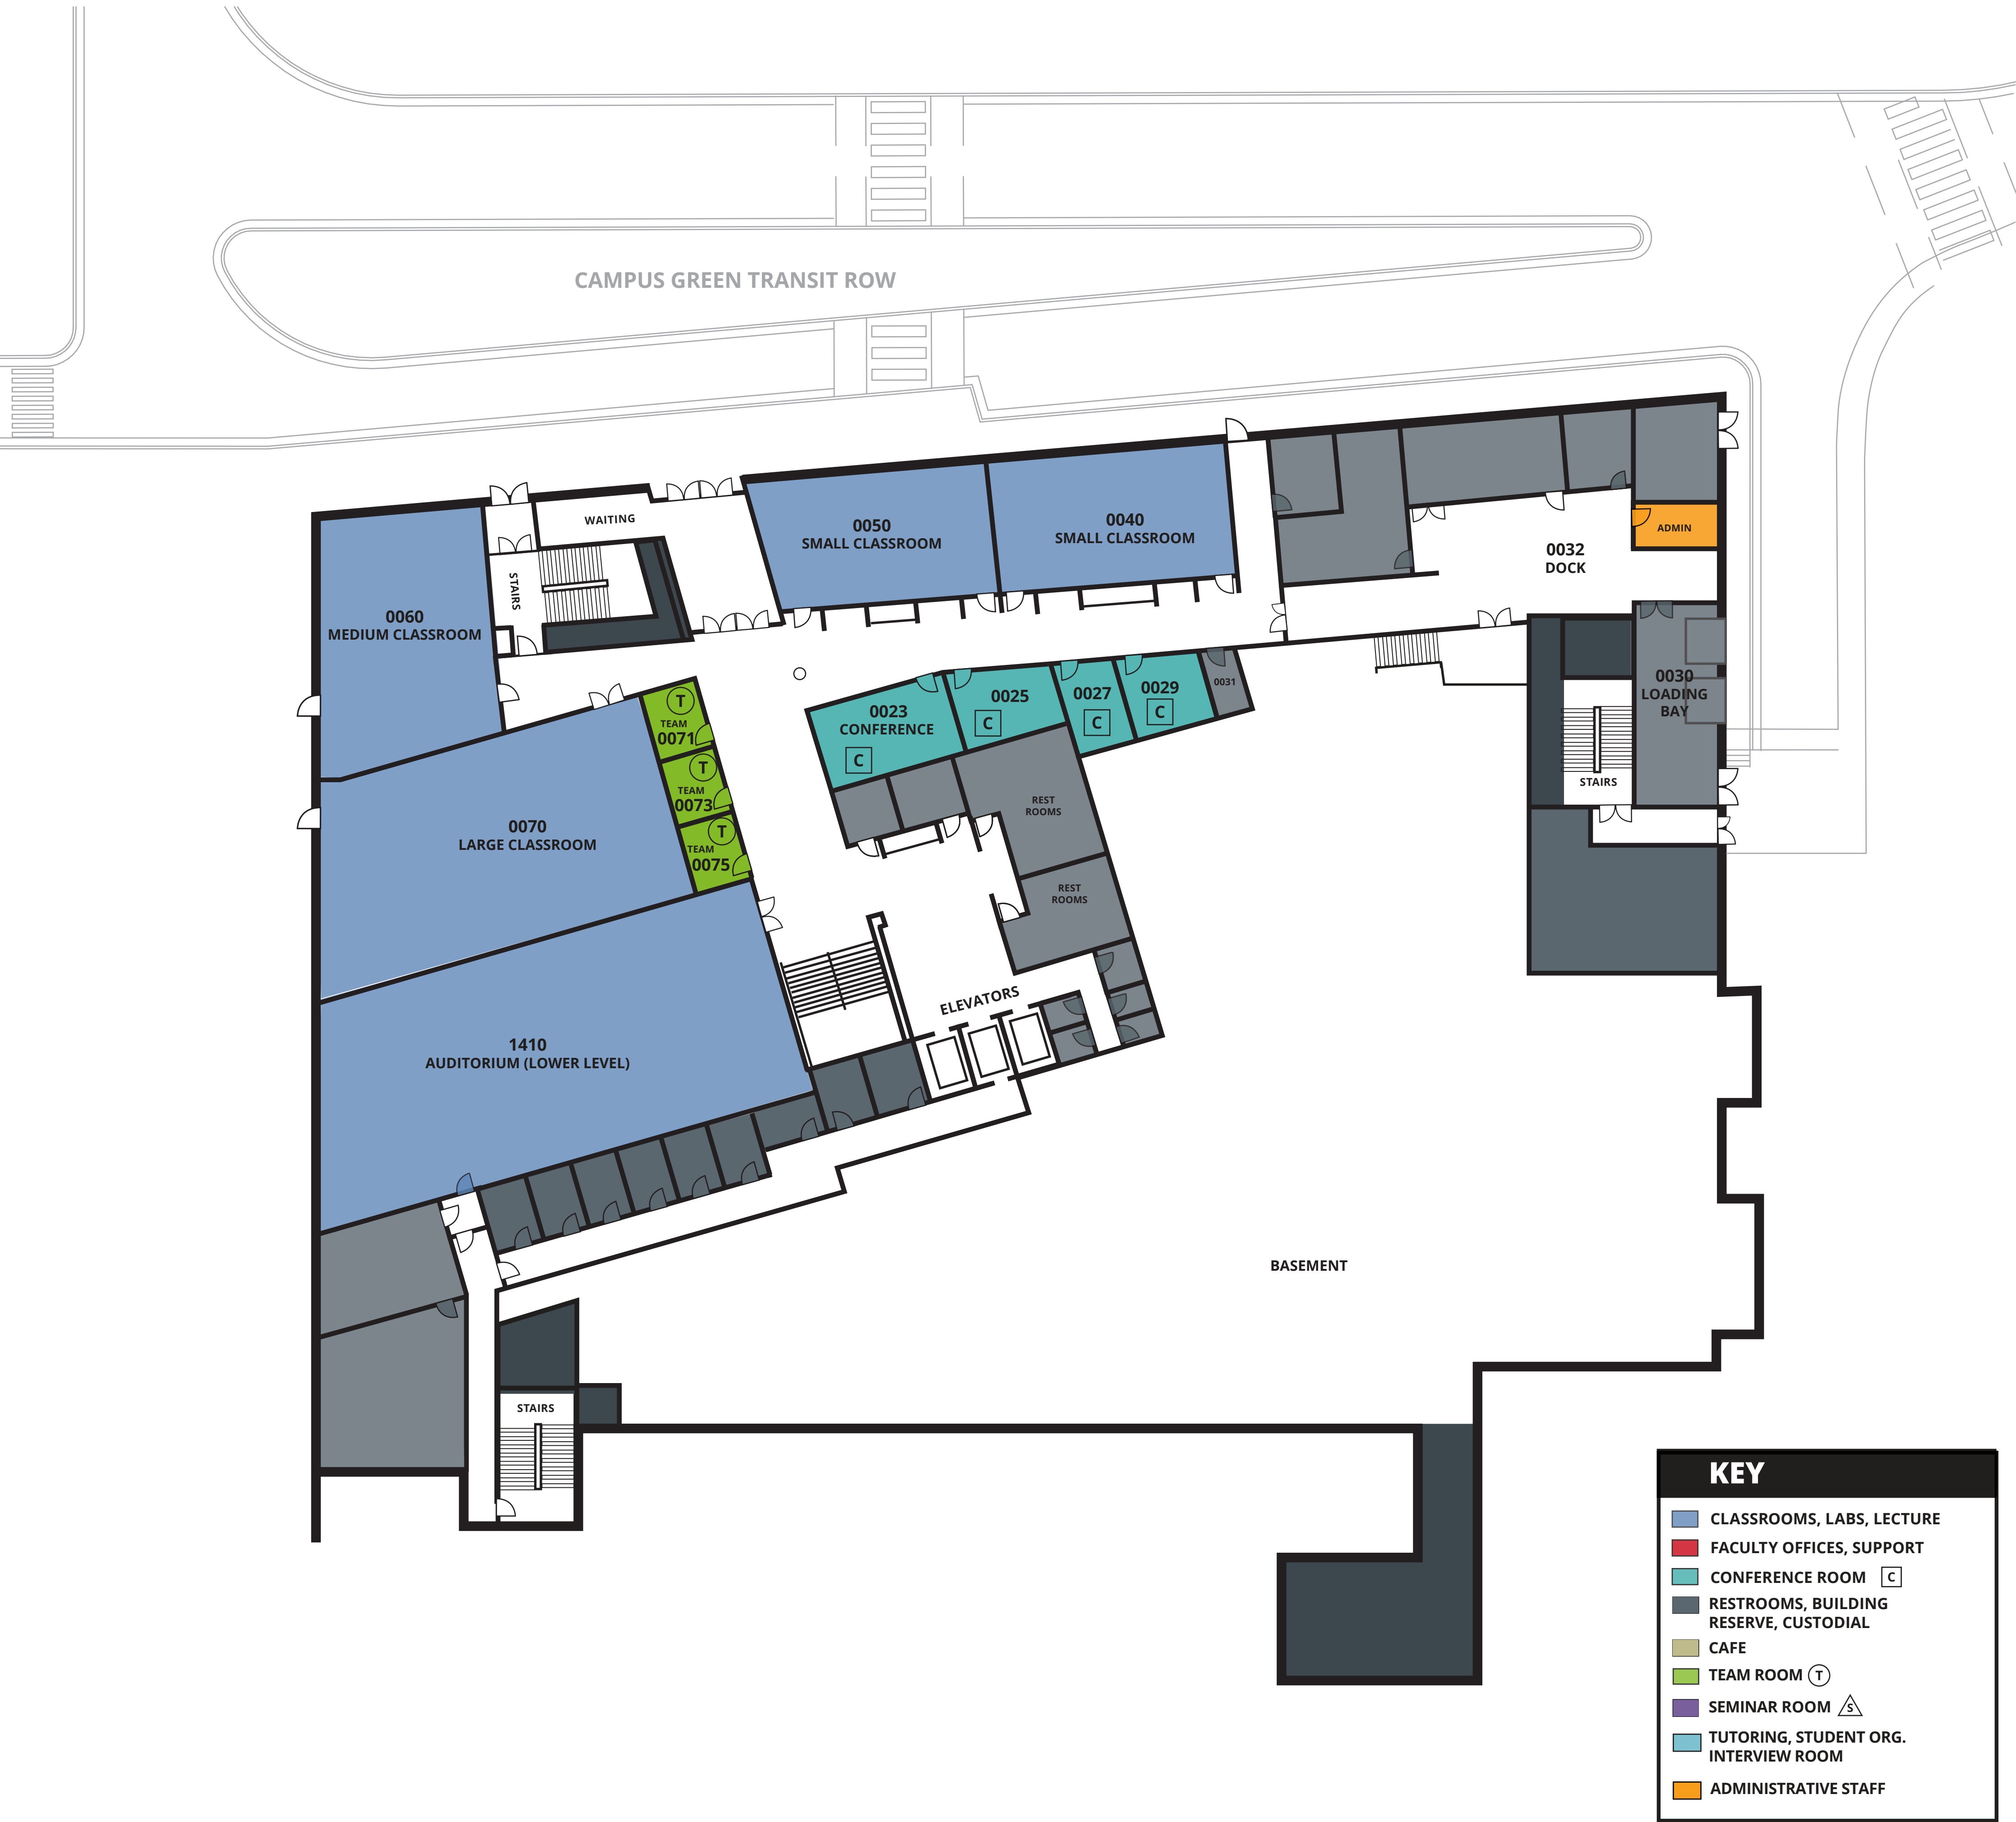 CAMPUS GREEN TRANSIT ROW
WAITING
STAIRS
0060
MEDIUM CLASSROOM
0050
SMALL CLASSROOM
0040
SMALL CLASSROOM
0032
DOCK
ADMIN
0030
LOADING
BAY
STAIRS
T
TEAM
0071
T
TEAM
0073
T
TEAM
0075
0023
CONFERENCE
C
0025
C
0027
C
0029
C
0031
REST
ROOMS
REST
ROOMS
0070
LARGE CLASSROOM
ELEVATORS
1410
AUDITORIUM (LOWER LEVEL)
BASEMENT
STAIRS
KEY
CLASSROOMS, LABS, LECTURE
FACULTY OFFICES, SUPPORT
CONFERENCE ROOM C
RESTROOMS, BUILDING
RESERVE, CUSTODIAL
CAFE
TEAM ROOM T
SEMINAR ROOM S
TUTORING, STUDENT ORG.
INTERVIEW ROOM
ADMINISTRATIVE STAFF